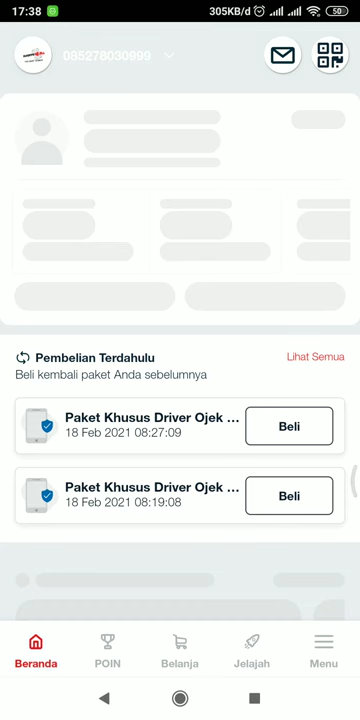 17:38
305KB/d
50
085278030999
Pembelian Terdahulu
Lihat Semua
Beli kembali paket Anda sebelumnya
Paket Khusus Driver Ojek ...
18 Feb 2021 08:27:09
Beli
Paket Khusus Driver Ojek ...
18 Feb 2021 08:19:08
Beli
Beranda
POIN
Belanja
Jelajah
Menu